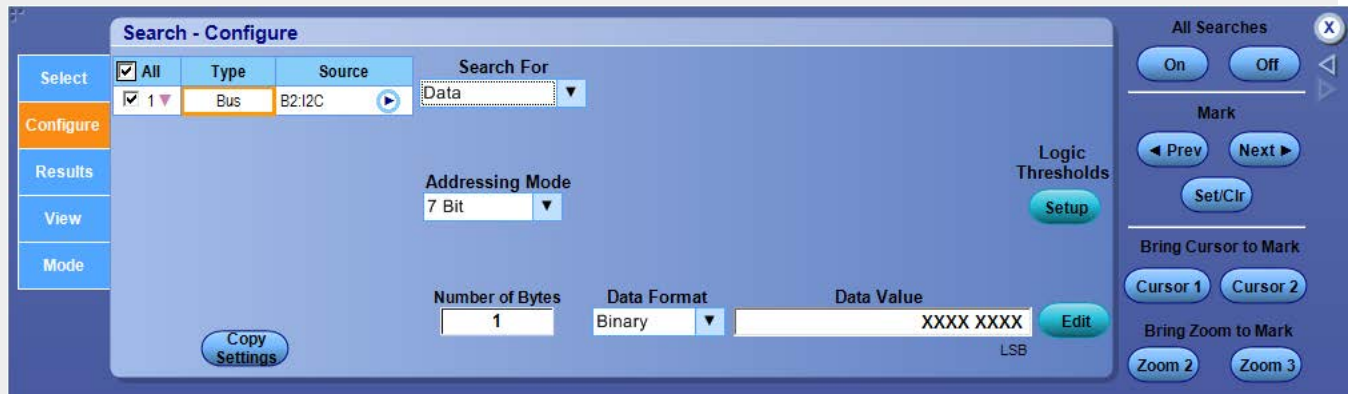 Search - Configure
Select
Configure
Results
View
Mode
All Type Source
1 Bus B2:I2C
Search For
Data
Addressing Mode
7 Bit
Logic
Thresholds
Setup
Number of Bytes
1
Data Format
Binary
Data Value
XXXX XXXX
LSB
Edit
Copy
Settings
All Searches
X
On Off
Mark
Prev Next
Set/Clr
Bring Cursor to Mark
Cursor 1 Cursor 2
Bring Zoom to Mark
Zoom 2 Zoom 3